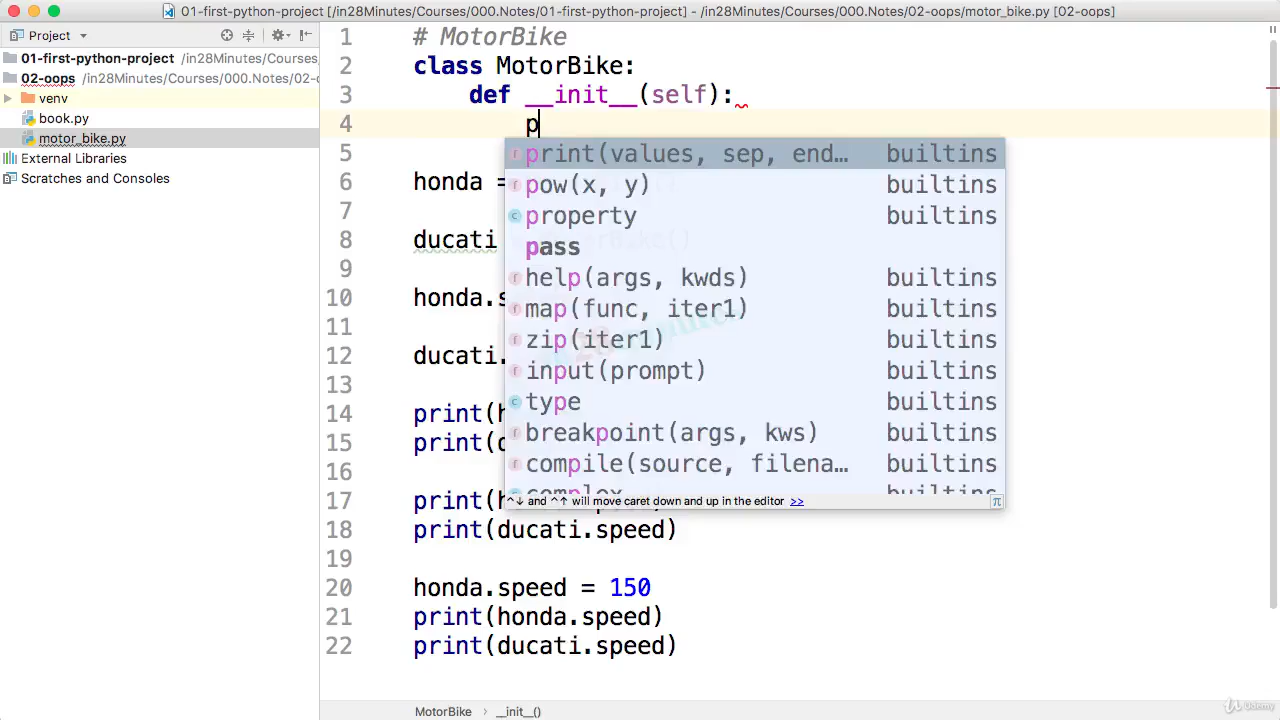 01-first-python-project [/in28Minutes/Courses/000.Notes/01-first-python-project] - /in28Minutes/Courses/000.Notes/02-oops/motor_bike.py [02-oops]
Project
01-first-python-project /in28Minutes/Courses
02-oops /in28Minutes/Courses/000.Notes/02-o
venv
book.py
motor_bike.py
External Libraries
Scratches and Consoles
1 # MotorBike
2 class MotorBike:
3 def __init__(self):
4 p
5
6 honda =
7
8 ducati
9
10 honda.s
11
12 ducati.
13
14 print(h
15 print(d
16
17 print(h
18 print(ducati.speed)
19
20 honda.speed = 150
21 print(honda.speed)
22 print(ducati.speed)
print(values, sep, end… builtins
pow(x, y) builtins
property builtins
pass
help(args, kwds) builtins
map(func, iter1) builtins
zip(iter1) builtins
input(prompt) builtins
type builtins
breakpoint(args, kws) builtins
compile(source, filena… builtins
complex builtins
^↓ and ^↑ will move caret down and up in the editor >>
π
MotorBike › __init__()
Udemy